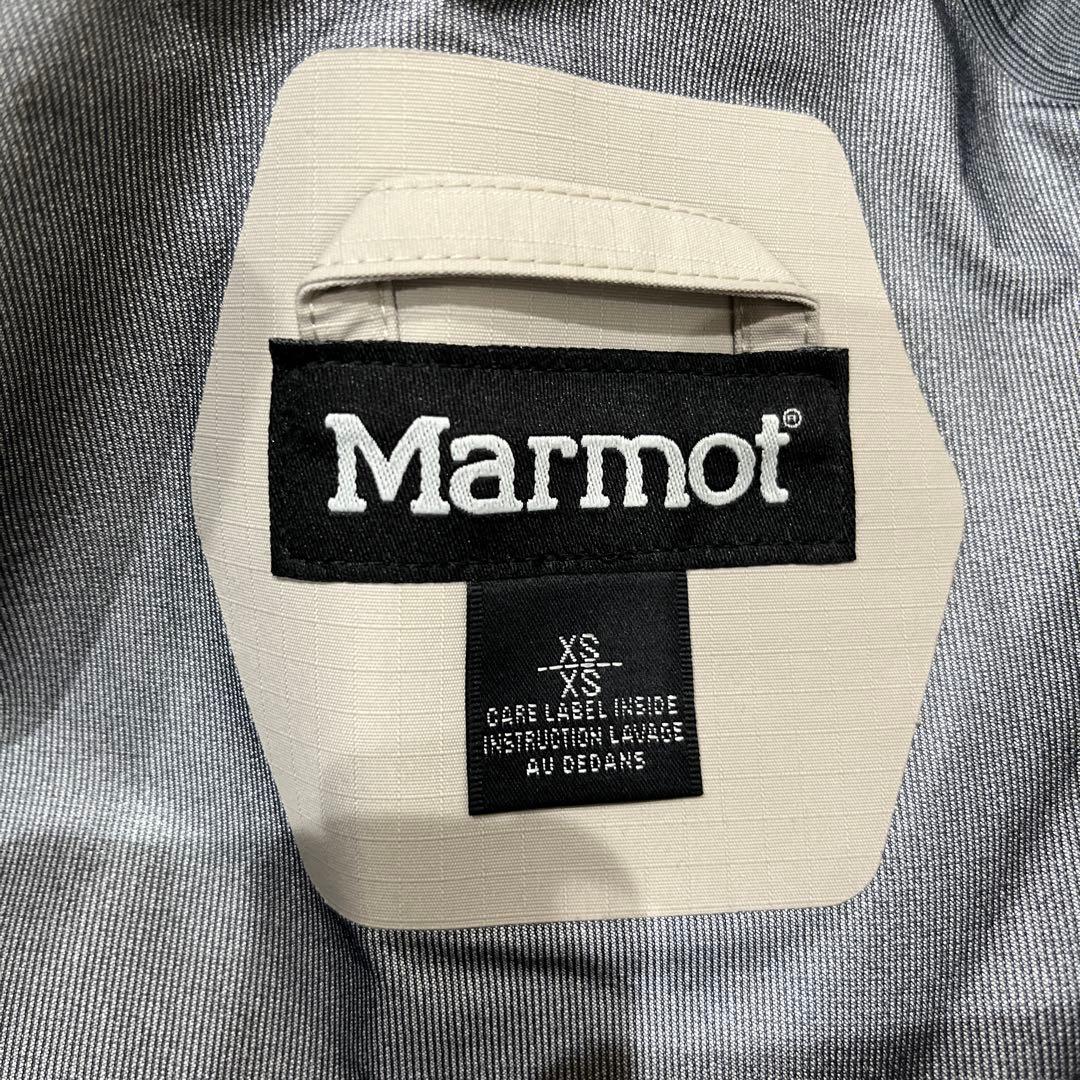 Marmot®
XS
XS
CARE LABEL INSIDE
INSTRUCTION LAVAGE
AU DEDANS